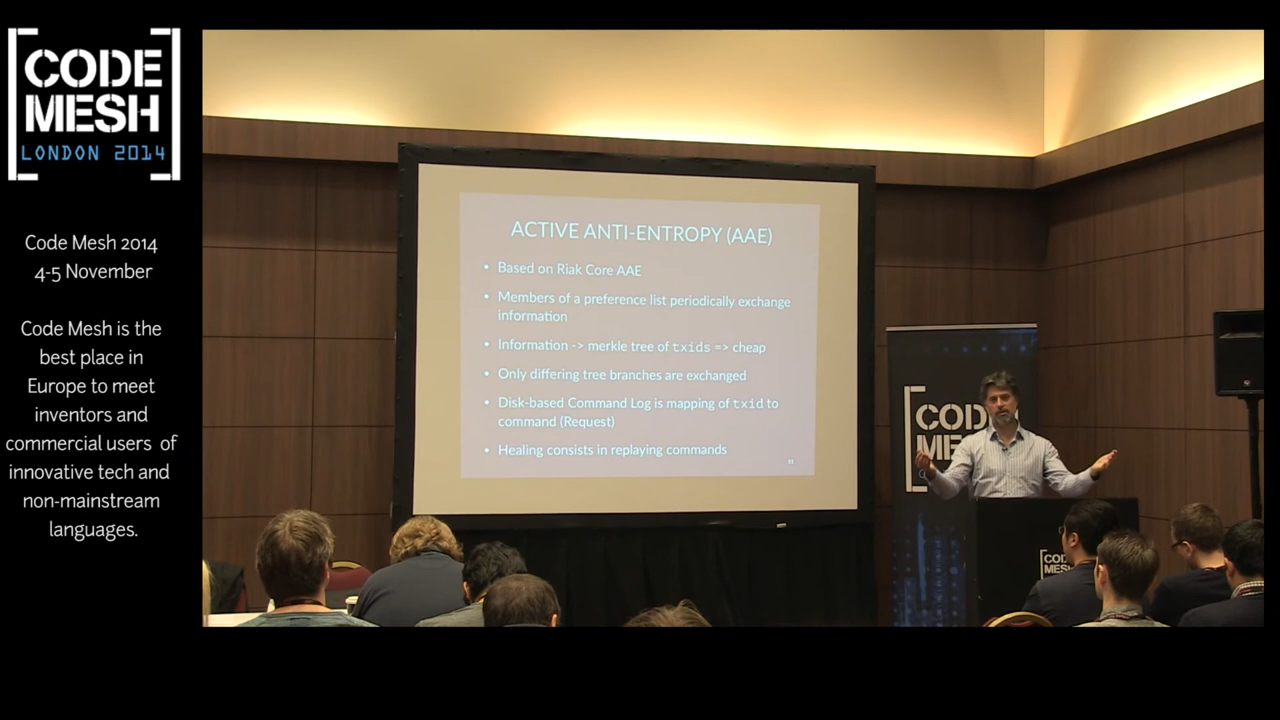 CODE
MESH
LONDON 2014
Code Mesh 2014
4-5 November
Code Mesh is the
best place in
Europe to meet
inventors and
commercial users of
innovative tech and
non-mainstream
languages.
ACTIVE ANTI-ENTROPY (AAE)
• Based on Riak Core AAE
• Members of a preference list periodically exchange
information
• Information -> merkle tree of txids => cheap
• Only differing tree branches are exchanged
• Disk-based Command Log is mapping of txid to
command (Request)
• Healing consists in replaying commands
COD
ME
COD
MES